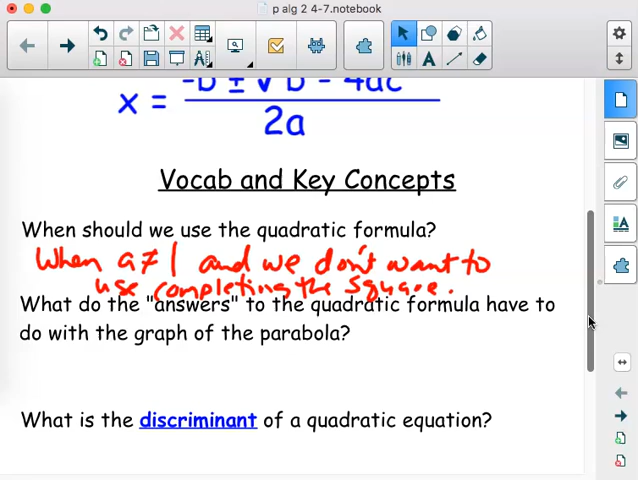 p alg 2 4-7.notebook
x = -b ± √ b - 4ac
2a
Vocab and Key Concepts
When should we use the quadratic formula?
When a ≠ 1 and we don't want to
use completing the square.
What do the "answers" to the quadratic formula have to
do with the graph of the parabola?
What is the discriminant of a quadratic equation?